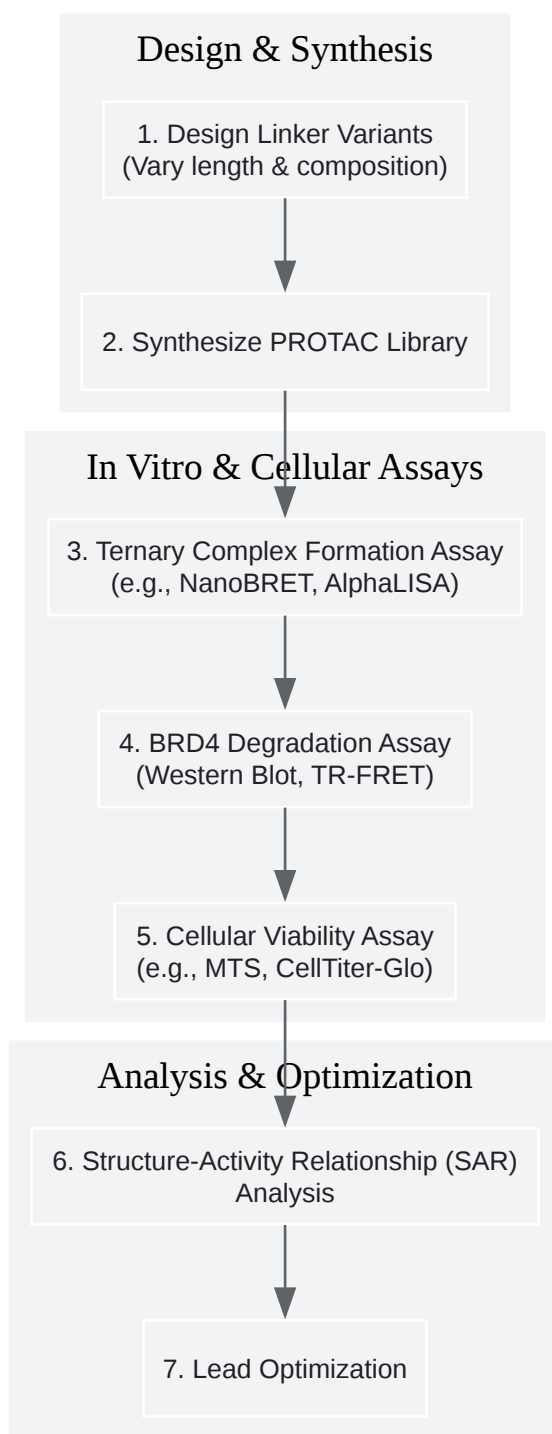 Design & Synthesis
1. Design Linker Variants
(Vary length & composition)
2. Synthesize PROTAC Library
In Vitro & Cellular Assays
3. Ternary Complex Formation Assay
(e.g., NanoBRET, AlphaLISA)
4. BRD4 Degradation Assay
(Western Blot, TR-FRET)
5. Cellular Viability Assay
(e.g., MTS, CellTiter-Glo)
Analysis & Optimization
6. Structure-Activity Relationship (SAR)
Analysis
7. Lead Optimization